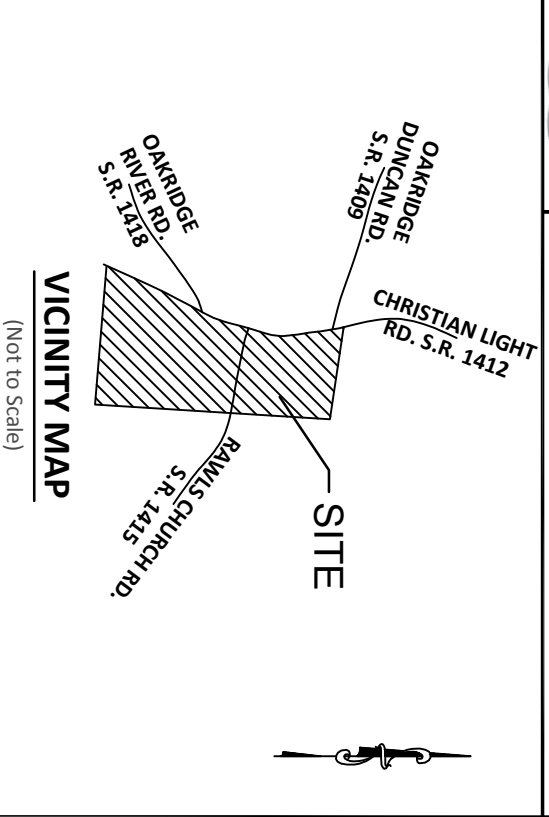 OAKRIDGE
DUNCAN RD.
S.R. 1409
CHRISTIAN LIGHT
RD. S.R. 1412
OAKRIDGE
RIVER RD.
S.R. 1418
SITE
RAWLS CHURCH RD.
S.R. 1415
VICINITY MAP
(Not to Scale)